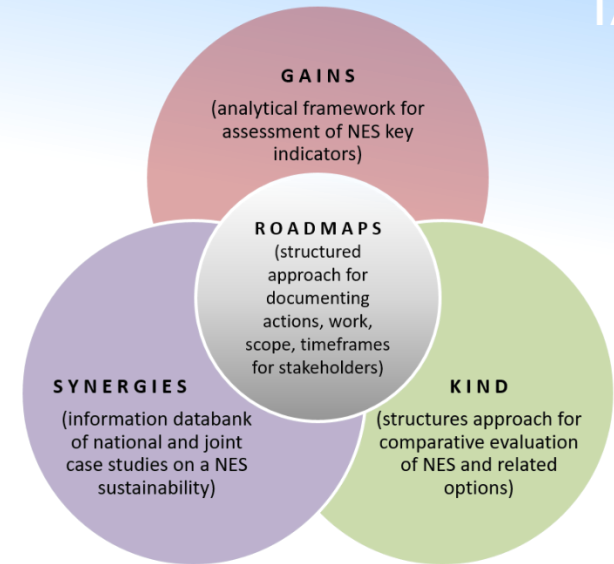 GAINS
(analytical framework for
assessment of NES key
indicators)
ROADMAPS
(structured
approach for
documenting
actions, work,
scope, timeframes
for stakeholders)
SYNERGIES
(information databank
of national and joint
case studies on a NES
sustainability)
KIND
(structures approach for
comparative evaluation
of NES and related
options)